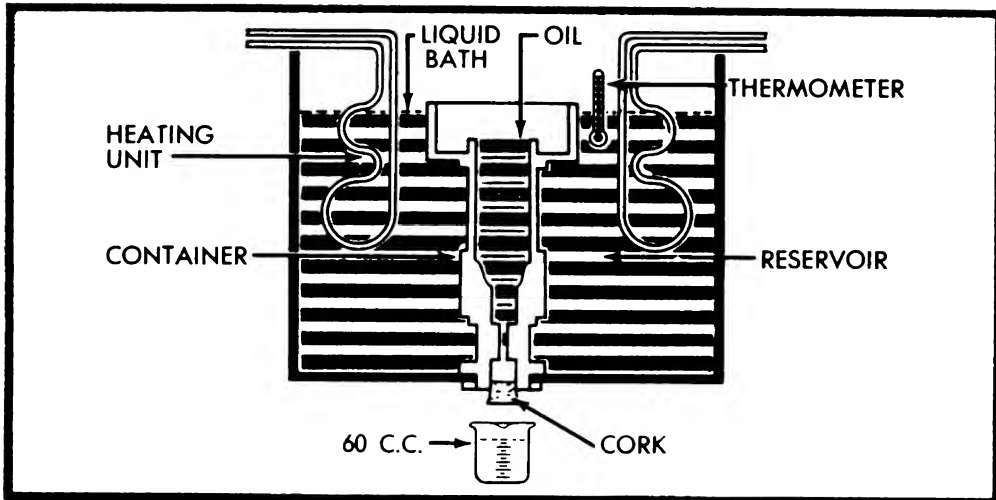 LIQUID
BATH
OIL
THERMOMETER
HEATING
UNIT
CONTAINER
RESERVOIR
60 C.C.
CORK